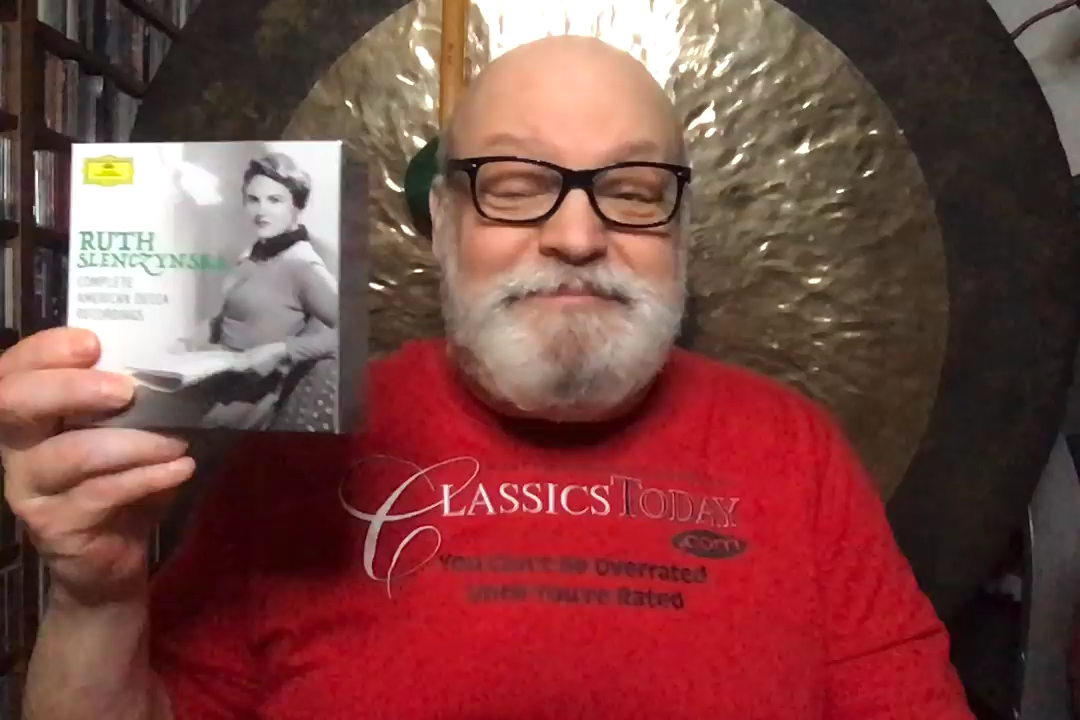 RUTH
SLENCZYNSKA
COMPLETE
AMERICAN DECCA
RECORDINGS
CLASSICSTODAY
.com
You Can't Be Overrated
Until You're Rated